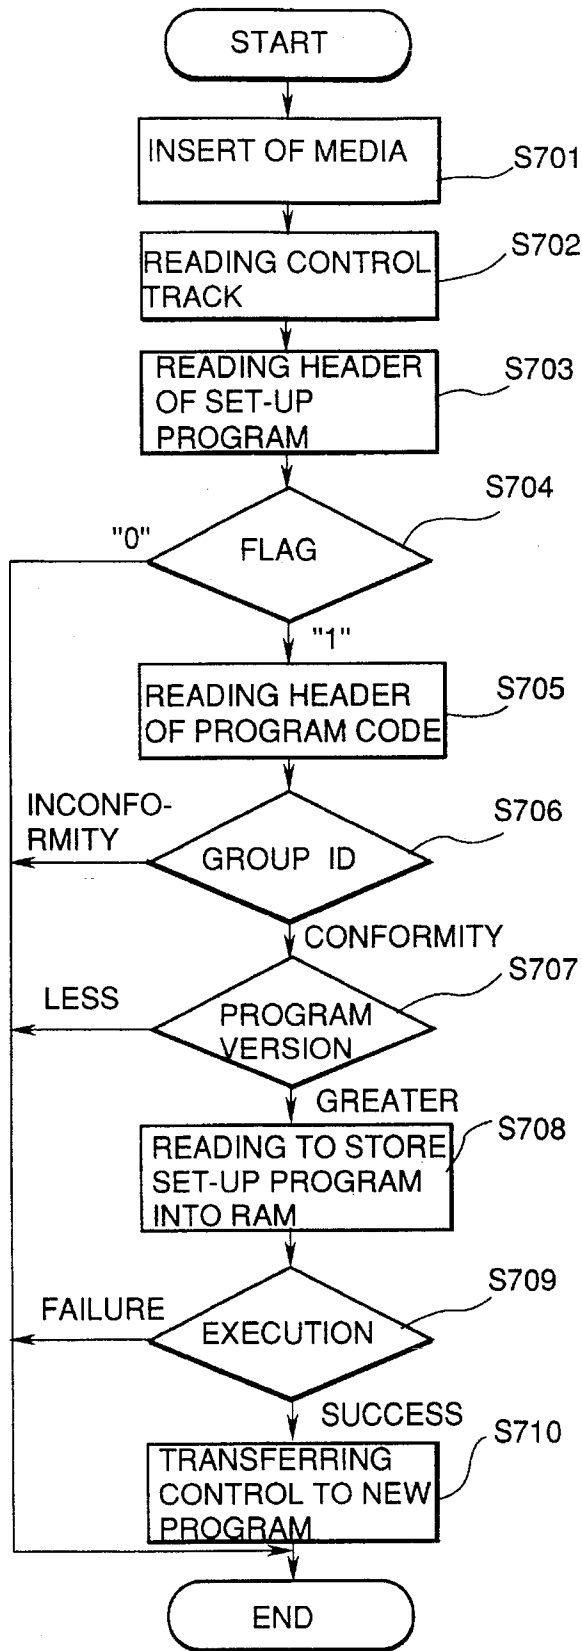 START
INSERT OF MEDIA
S701
S702
READING CONTROL
TRACK
S703
READING HEADER
OF SET-UP
PROGRAM
S704
"0"
FLAG
"1"
S705
READING HEADER
OF PROGRAM CODE
INCONFO-
RMITY
S706
GROUP ID
CONFORMITY
S707
LESS
PROGRAM
VERSION
GREATER
S708
READING TO STORE
SET-UP PROGRAM
INTO RAM
S709
FAILURE
EXECUTION
SUCCESS
S710
TRANSFERRING
CONTROL TO NEW
PROGRAM
END